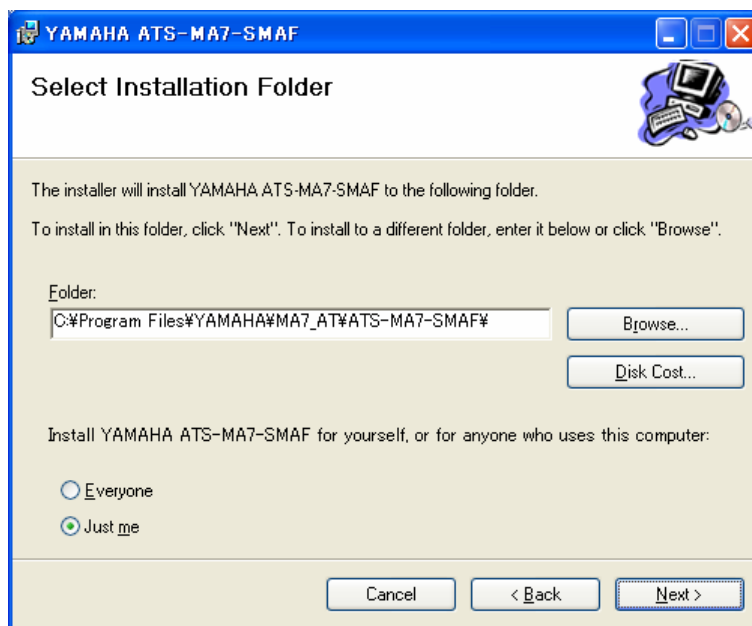 YAMAHA ATS-MA7-SMAF
Select Installation Folder
The installer will install YAMAHA ATS-MA7-SMAF to the following folder.
To install in this folder, click "Next". To install to a different folder, enter it below or click "Browse".
Folder:
C:¥Program Files¥YAMAHA¥MA7_AT¥ATS-MA7-SMAF¥
Browse...
Disk Cost...
Install YAMAHA ATS-MA7-SMAF for yourself, or for anyone who uses this computer:
Everyone
Just me
Cancel
< Back
Next >